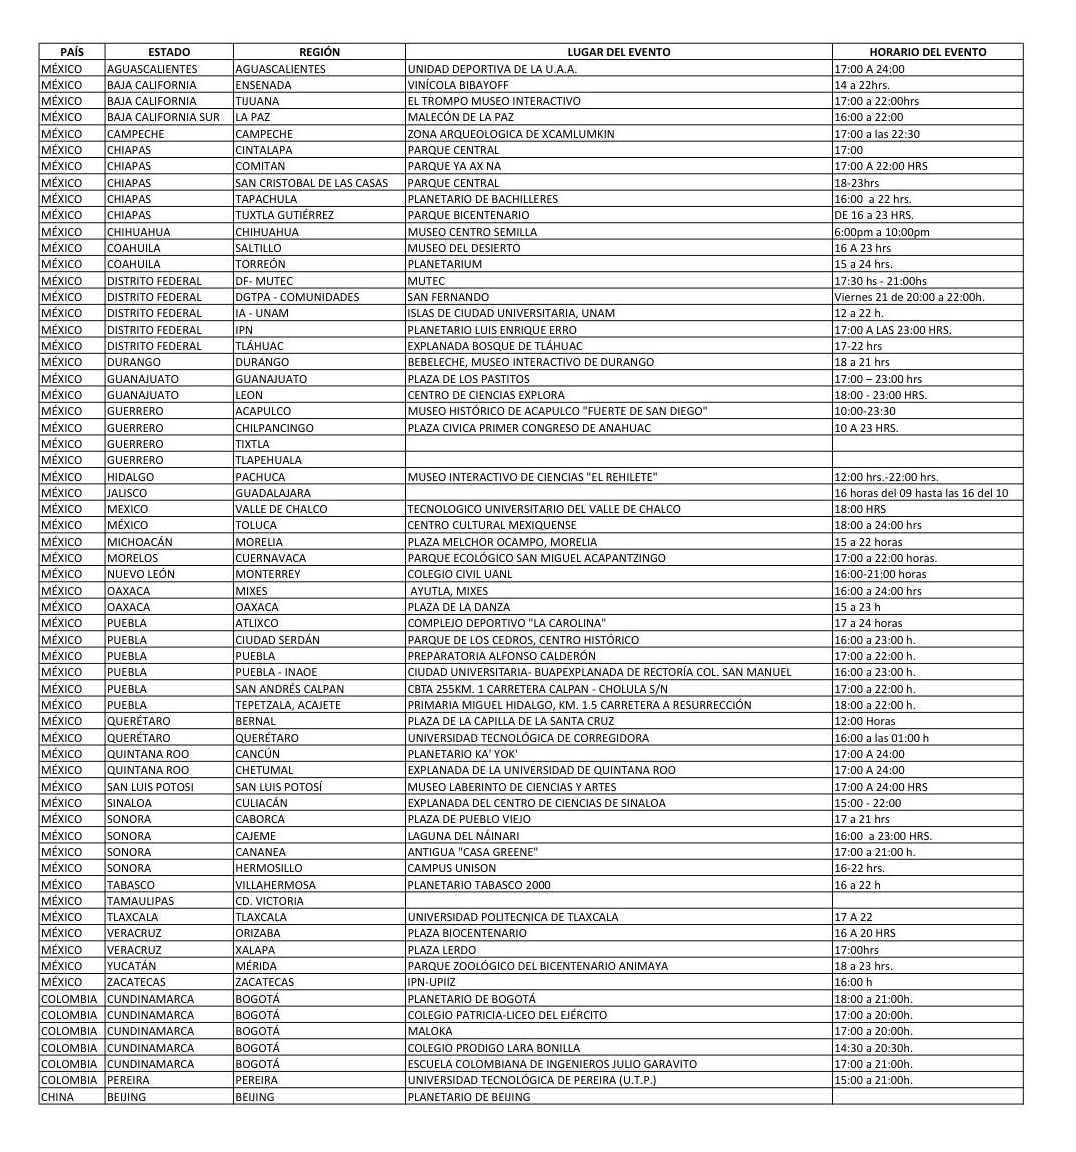 PAÍS ESTADO REGIÓN LUGAR DEL EVENTO HORARIO DEL EVENTO
MÉXICO AGUASCALIENTES AGUASCALIENTES UNIDAD DEPORTIVA DE LA U.A.A. 17:00 A 24:00
MÉXICO BAJA CALIFORNIA ENSENADA VINÍCOLA BIBAYOFF 14 a 22hrs.
MÉXICO BAJA CALIFORNIA TIJUANA EL TROMPO MUSEO INTERACTIVO 17:00 a 22:00hrs
MÉXICO BAJA CALIFORNIA SUR LA PAZ MALECÓN DE LA PAZ 16:00 a 22:00
MÉXICO CAMPECHE CAMPECHE ZONA ARQUEOLOGICA DE XCAMLUMKIN 17:00 a las 22:30
MÉXICO CHIAPAS CINTALAPA PARQUE CENTRAL 17:00
MÉXICO CHIAPAS COMITAN PARQUE YA AX NA 17:00 A 22:00 HRS
MÉXICO CHIAPAS SAN CRISTOBAL DE LAS CASAS PARQUE CENTRAL 18-23hrs
MÉXICO CHIAPAS TAPACHULA PLANETARIO DE BACHILLERES 16:00 a 22 hrs.
MÉXICO CHIAPAS TUXTLA GUTIÉRREZ PARQUE BICENTENARIO DE 16 a 23 HRS.
MÉXICO CHIHUAHUA CHIHUAHUA MUSEO CENTRO SEMILLA 6:00pm a 10:00pm
MÉXICO COAHUILA SALTILLO MUSEO DEL DESIERTO 16 A 23 hrs
MÉXICO COAHUILA TORREÓN PLANETARIUM 15 a 24 hrs.
MÉXICO DISTRITO FEDERAL DF- MUTEC MUTEC 17:30 hs - 21:00hs
MÉXICO DISTRITO FEDERAL DGTPA - COMUNIDADES SAN FERNANDO Viernes 21 de 20:00 a 22:00h.
MÉXICO DISTRITO FEDERAL IA - UNAM ISLAS DE CIUDAD UNIVERSITARIA, UNAM 12 a 22 h.
MÉXICO DISTRITO FEDERAL IPN PLANETARIO LUIS ENRIQUE ERRO 17:00 A LAS 23:00 HRS.
MÉXICO DISTRITO FEDERAL TLÁHUAC EXPLANADA BOSQUE DE TLÁHUAC 17-22 hrs
MÉXICO DURANGO DURANGO BEBELECHE, MUSEO INTERACTIVO DE DURANGO 18 a 21 hrs
MÉXICO GUANAJUATO GUANAJUATO PLAZA DE LOS PASTITOS 17:00 – 23:00 hrs
MÉXICO GUANAJUATO LEON CENTRO DE CIENCIAS EXPLORA 18:00 - 23:00 HRS.
MÉXICO GUERRERO ACAPULCO MUSEO HISTÓRICO DE ACAPULCO "FUERTE DE SAN DIEGO" 10:00-23:30
MÉXICO GUERRERO CHILPANCINGO PLAZA CIVICA PRIMER CONGRESO DE ANAHUAC 10 A 23 HRS.
MÉXICO GUERRERO TIXTLA
MÉXICO GUERRERO TLAPEHUALA
MÉXICO HIDALGO PACHUCA MUSEO INTERACTIVO DE CIENCIAS "EL REHILETE" 12:00 hrs.-22:00 hrs.
MÉXICO JALISCO GUADALAJARA 16 horas del 09 hasta las 16 del 10
MÉXICO MEXICO VALLE DE CHALCO TECNOLOGICO UNIVERSITARIO DEL VALLE DE CHALCO 18:00 HRS
MÉXICO MÉXICO TOLUCA CENTRO CULTURAL MEXIQUENSE 18:00 a 24:00 hrs
MÉXICO MICHOACÁN MORELIA PLAZA MELCHOR OCAMPO, MORELIA 15 a 22 horas
MÉXICO MORELOS CUERNAVACA PARQUE ECOLÓGICO SAN MIGUEL ACAPANTZINGO 17:00 a 22:00 horas.
MÉXICO NUEVO LEÓN MONTERREY COLEGIO CIVIL UANL 16:00-21:00 horas
MÉXICO OAXACA MIXES AYUTLA, MIXES 16:00 a 24:00 hrs
MÉXICO OAXACA OAXACA PLAZA DE LA DANZA 15 a 23 h
MÉXICO PUEBLA ATLIXCO COMPLEJO DEPORTIVO "LA CAROLINA" 17 a 24 horas
MÉXICO PUEBLA CIUDAD SERDÁN PARQUE DE LOS CEDROS, CENTRO HISTÓRICO 16:00 a 23:00 h.
MÉXICO PUEBLA PUEBLA PREPARATORIA ALFONSO CALDERÓN 17:00 a 22:00 h.
MÉXICO PUEBLA PUEBLA - INAOE CIUDAD UNIVERSITARIA- BUAPEXPLANADA DE RECTORÍA COL. SAN MANUEL 16:00 a 23:00 h.
MÉXICO PUEBLA SAN ANDRÉS CALPAN CBTA 255KM. 1 CARRETERA CALPAN - CHOLULA S/N 17:00 a 22:00 h.
MÉXICO PUEBLA TEPETZALA, ACAJETE PRIMARIA MIGUEL HIDALGO, KM. 1.5 CARRETERA A RESURRECCIÓN 18:00 a 22:00 h.
MÉXICO QUERÉTARO BERNAL PLAZA DE LA CAPILLA DE LA SANTA CRUZ 12:00 Horas
MÉXICO QUERÉTARO QUERÉTARO UNIVERSIDAD TECNOLÓGICA DE CORREGIDORA 16:00 a las 01:00 h
MÉXICO QUINTANA ROO CANCÚN PLANETARIO KA' YOK' 17:00 A 24:00
MÉXICO QUINTANA ROO CHETUMAL EXPLANADA DE LA UNIVERSIDAD DE QUINTANA ROO 17:00 A 24:00
MÉXICO SAN LUIS POTOSI SAN LUIS POTOSÍ MUSEO LABERINTO DE CIENCIAS Y ARTES 17:00 A 24:00 HRS
MÉXICO SINALOA CULIACÁN EXPLANADA DEL CENTRO DE CIENCIAS DE SINALOA 15:00 - 22:00
MÉXICO SONORA CABORCA PLAZA DE PUEBLO VIEJO 17 a 21 hrs
MÉXICO SONORA CAJEME LAGUNA DEL NÁINARI 16:00 a 23:00 HRS.
MÉXICO SONORA CANANEA ANTIGUA "CASA GREENE" 17:00 a 21:00 h.
MÉXICO SONORA HERMOSILLO CAMPUS UNISON 16-22 hrs.
MÉXICO TABASCO VILLAHERMOSA PLANETARIO TABASCO 2000 16 a 22 h
MÉXICO TAMAULIPAS CD. VICTORIA
MÉXICO TLAXCALA TLAXCALA UNIVERSIDAD POLITECNICA DE TLAXCALA 17 A 22
MÉXICO VERACRUZ ORIZABA PLAZA BIOCENTENARIO 16 A 20 HRS
MÉXICO VERACRUZ XALAPA PLAZA LERDO 17:00hrs
MÉXICO YUCATÁN MÉRIDA PARQUE ZOOLÓGICO DEL BICENTENARIO ANIMAYA 18 a 23 hrs.
MÉXICO ZACATECAS ZACATECAS IPN-UPIIZ 16:00 h
COLOMBIA CUNDINAMARCA BOGOTÁ PLANETARIO DE BOGOTÁ 18:00 a 21:00h.
COLOMBIA CUNDINAMARCA BOGOTÁ COLEGIO PATRICIA-LICEO DEL EJÉRCITO 17:00 a 20:00h.
COLOMBIA CUNDINAMARCA BOGOTÁ MALOKA 17:00 a 20:00h.
COLOMBIA CUNDINAMARCA BOGOTÁ COLEGIO PRODIGO LARA BONILLA 14:30 a 20:30h.
COLOMBIA CUNDINAMARCA BOGOTÁ ESCUELA COLOMBIANA DE INGENIEROS JULIO GARAVITO 17:00 a 21:00h.
COLOMBIA PEREIRA PEREIRA UNIVERSIDAD TECNOLÓGICA DE PEREIRA (U.T.P.) 15:00 a 21:00h.
CHINA BEIJING BEIJING PLANETARIO DE BEIJING